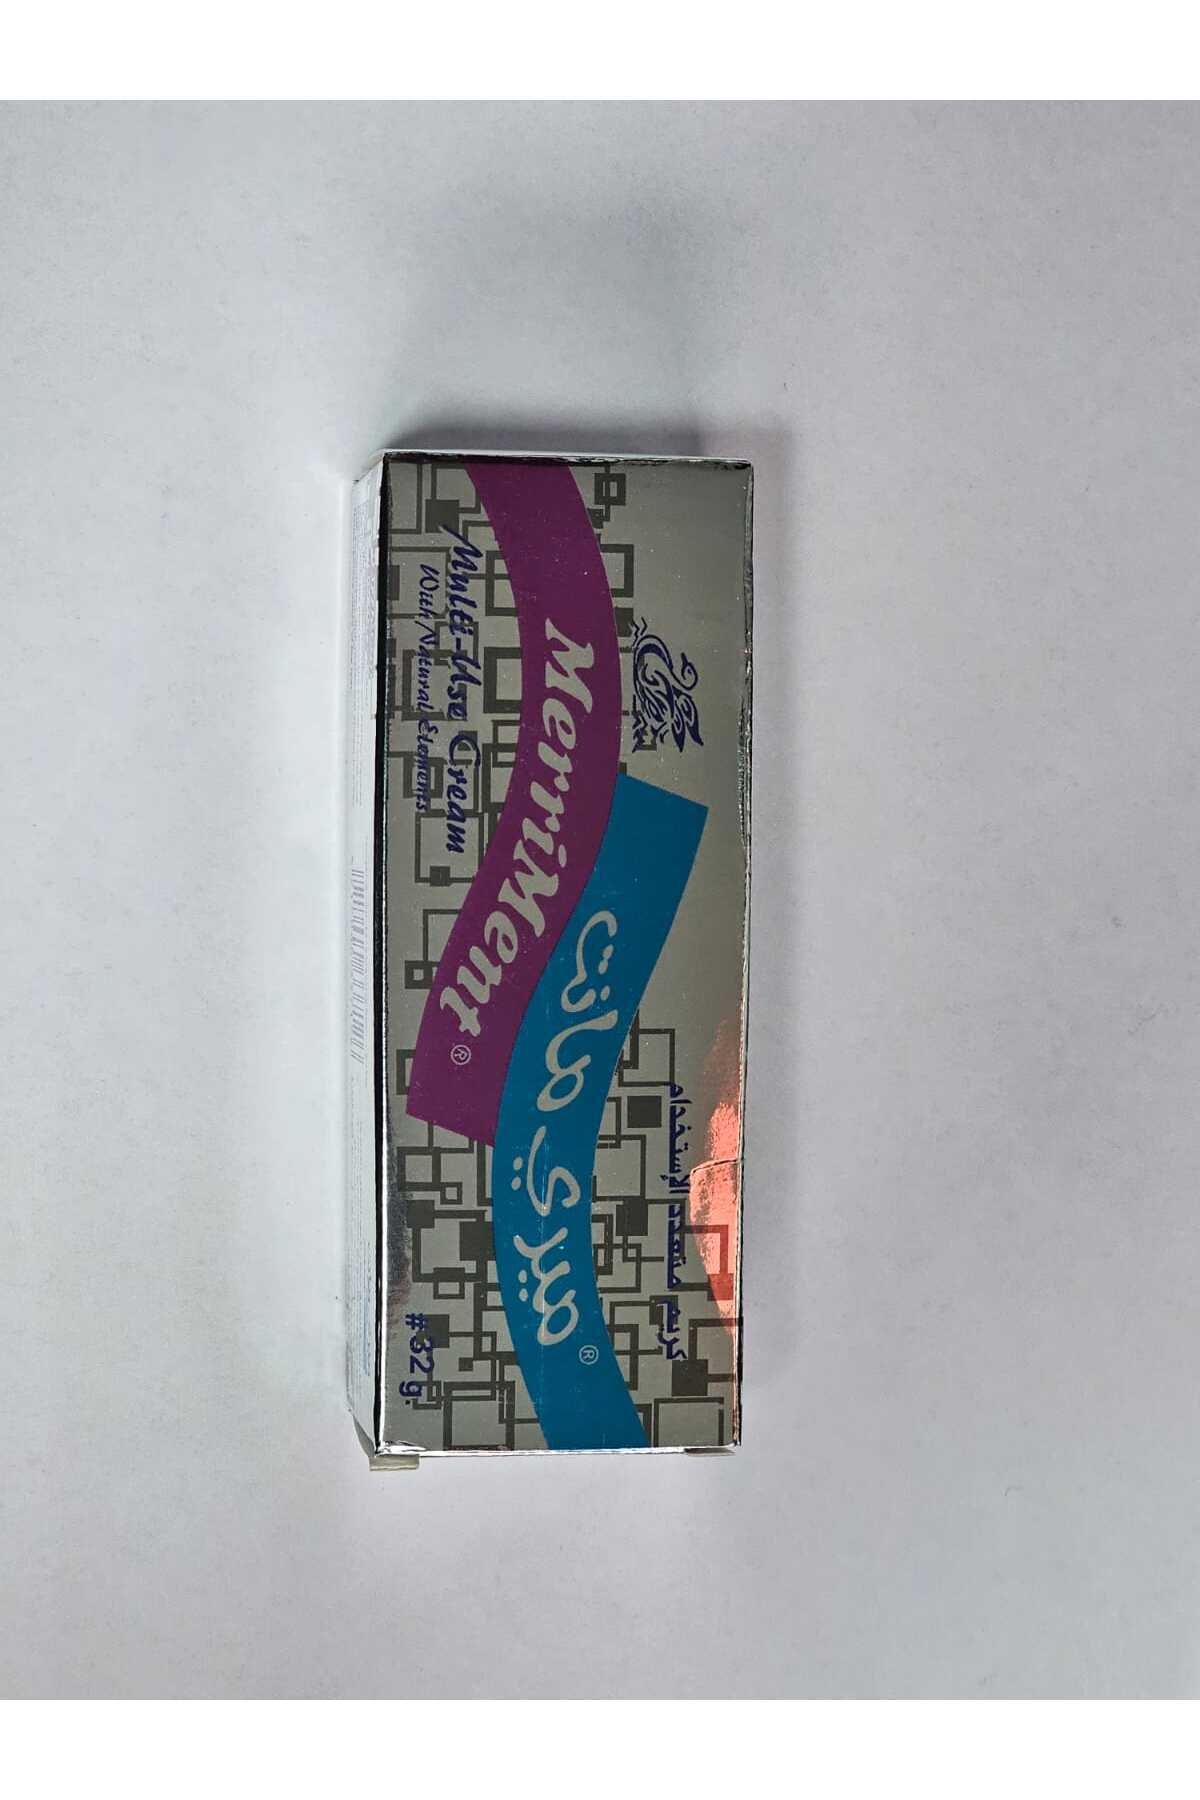 MerriMent®
Multi-Use Cream
With Natural Elements
ميري مانت®
كريم متعدد الإستخدام
#32 g.